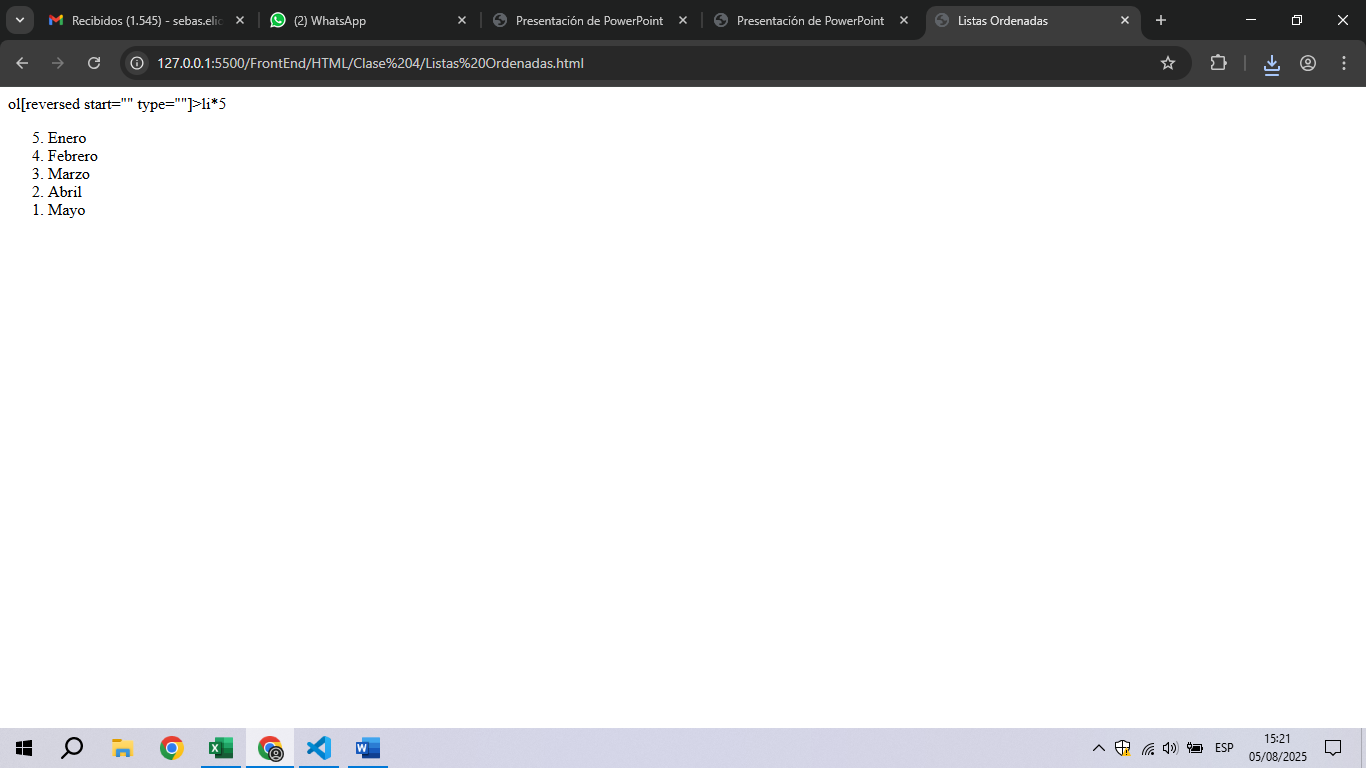 Recibidos (1.545) - sebas.elic
(2) WhatsApp
Presentación de PowerPoint
Presentación de PowerPoint
Listas Ordenadas
127.0.0.1:5500/FrontEnd/HTML/Clase%204/Listas%20Ordenadas.html
ol[reversed start="" type=""]>li*5
5. Enero
4. Febrero
3. Marzo
2. Abril
1. Mayo
ESP
15:21
05/08/2025